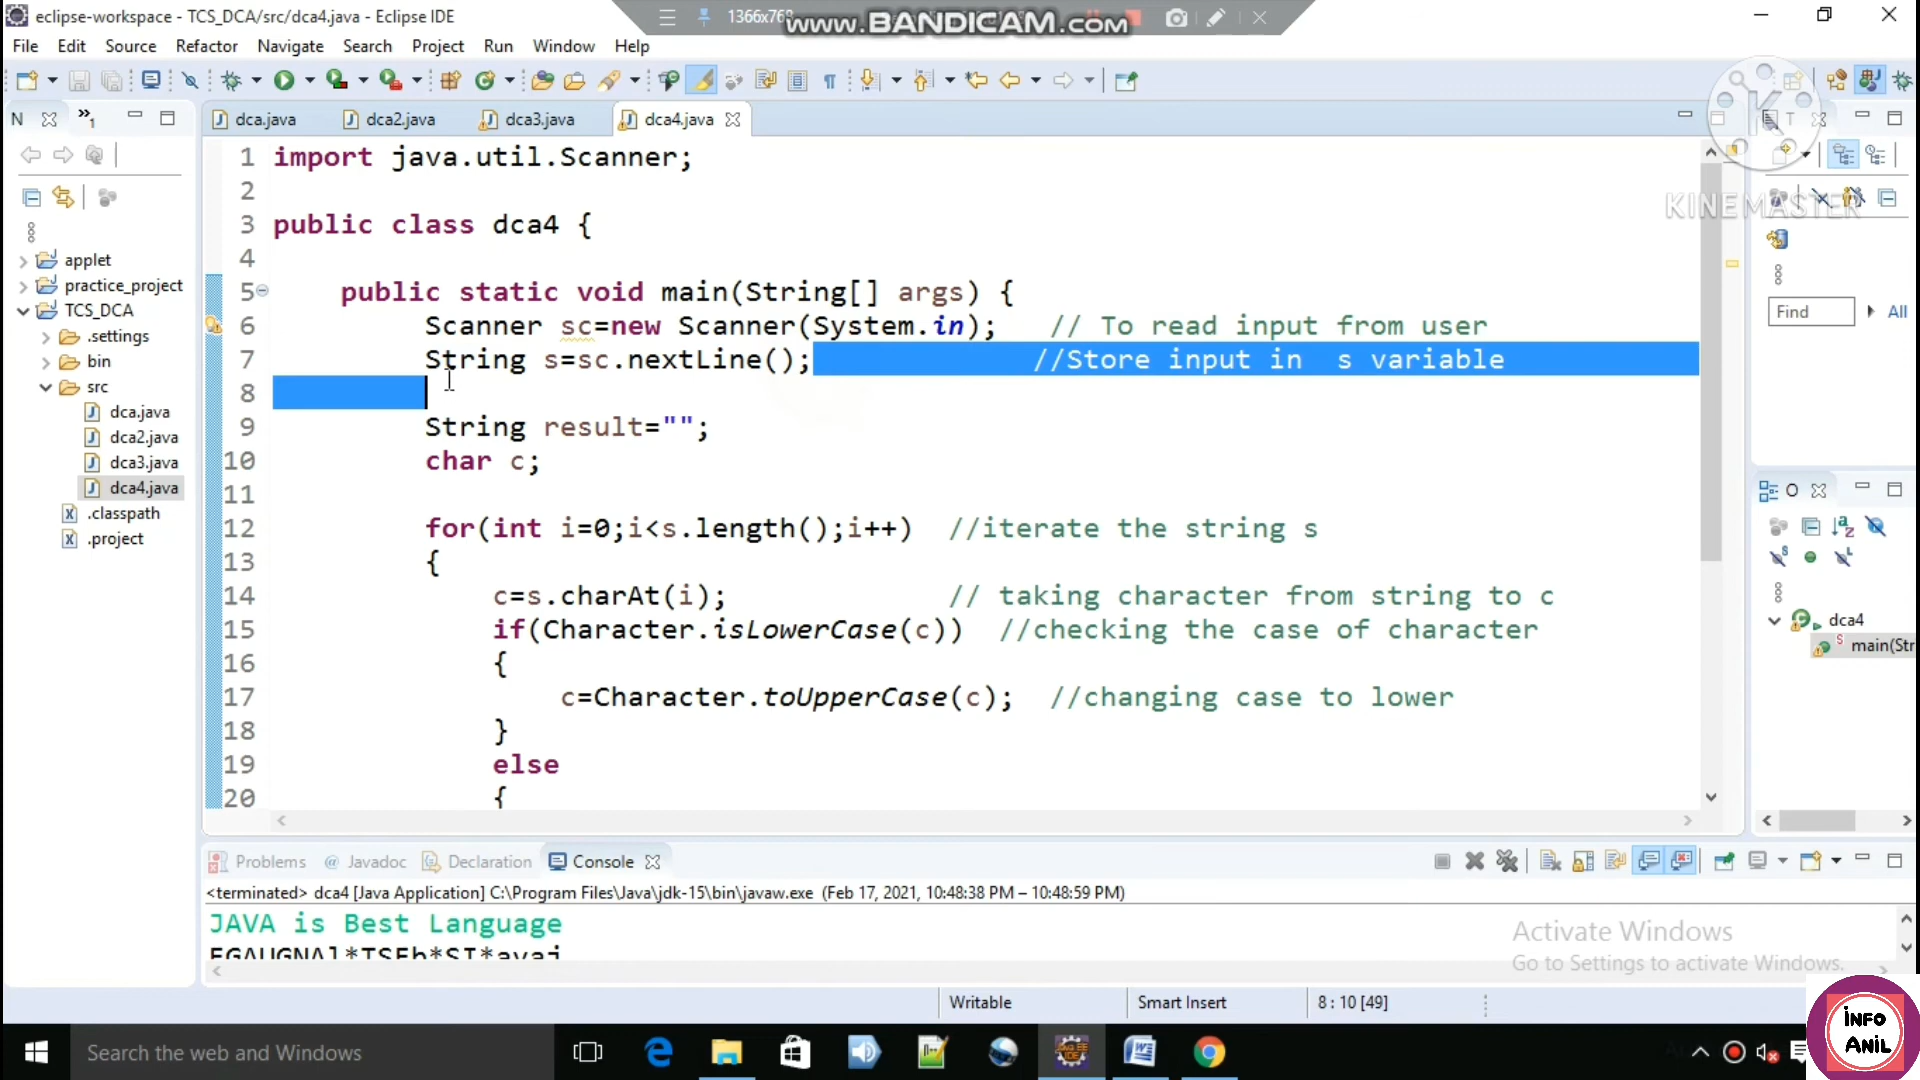 eclipse-workspace - TCS_DCA/src/dca4.java - Eclipse IDE
1366x768
www.BANDICAM.com
File Edit Source Refactor Navigate Search Project Run Window Help
N
dca.java dca2.java dca3.java dca4.java
KINEMASTER
applet
practice_project
TCS_DCA
.settings
bin
src
dca.java
dca2.java
dca3.java
dca4.java
.classpath
.project
1 import java.util.Scanner;
2
3 public class dca4 {
4
5 public static void main(String[] args) {
6 Scanner sc=new Scanner(System.in); // To read input from user
7 String s=sc.nextLine(); //Store input in s variable
8
9 String result="";
10 char c;
11
12 for(int i=0;i<s.length();i++) //iterate the string s
13 {
14 c=s.charAt(i); // taking character from string to c
15 if(Character.isLowerCase(c)) //checking the case of character
16 {
17 c=Character.toUpperCase(c); //changing case to lower
18 }
19 else
20 {
T
Find All
O
dca4
main(Str
Problems Javadoc Declaration Console
<terminated> dca4 [Java Application] C:\Program Files\Java\jdk-15\bin\javaw.exe (Feb 17, 2021, 10:48:38 PM – 10:48:59 PM)
JAVA is Best Language
EGAUGNAl*TSEb*SI*avaj
Activate Windows
Go to Settings to activate Windows.
Writable Smart Insert 8 : 10 [49]
Search the web and Windows
İNFO
ANİL